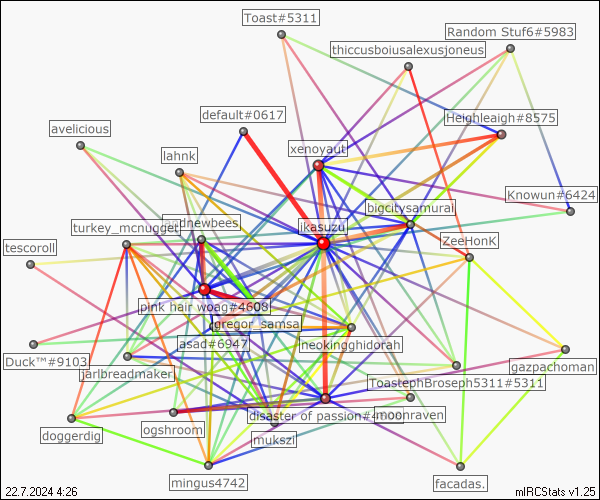 Toast#5311
Random Stuf6#5983
thiccusboiusalexusjoneus
default#0617
Heighleaigh#8575
avelicious
lahnk
xenoyaut
Knowun#6424
bigcitysamurai
turkey_mcnugget
ikasuzu
tescoroll
ZeeHonK
pink hair woag#4608
gregor_samsa
asad#6947
neokingghidorah
Duck™#9103
jarlbreadmaker
gazpachoman
ToastephBroseph5311#5311
disaster of passion
moonraven
doggerdig
ogshroom
mukszi
mingus4742
facadas.
22.7.2024 4:26
mIRCStats v1.25